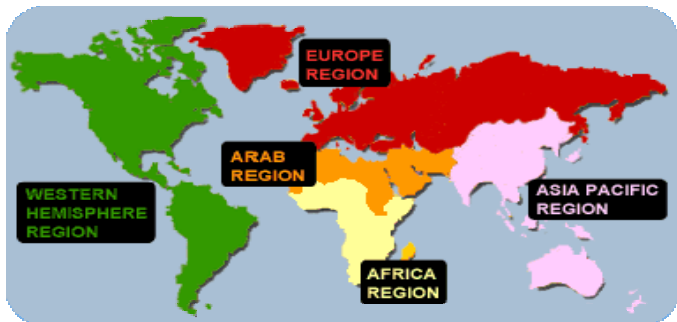 EUROPE
REGION
ARAB
REGION
WESTERN
HEMISPHERE
REGION
ASIA PACIFIC
REGION
AFRICA
REGION